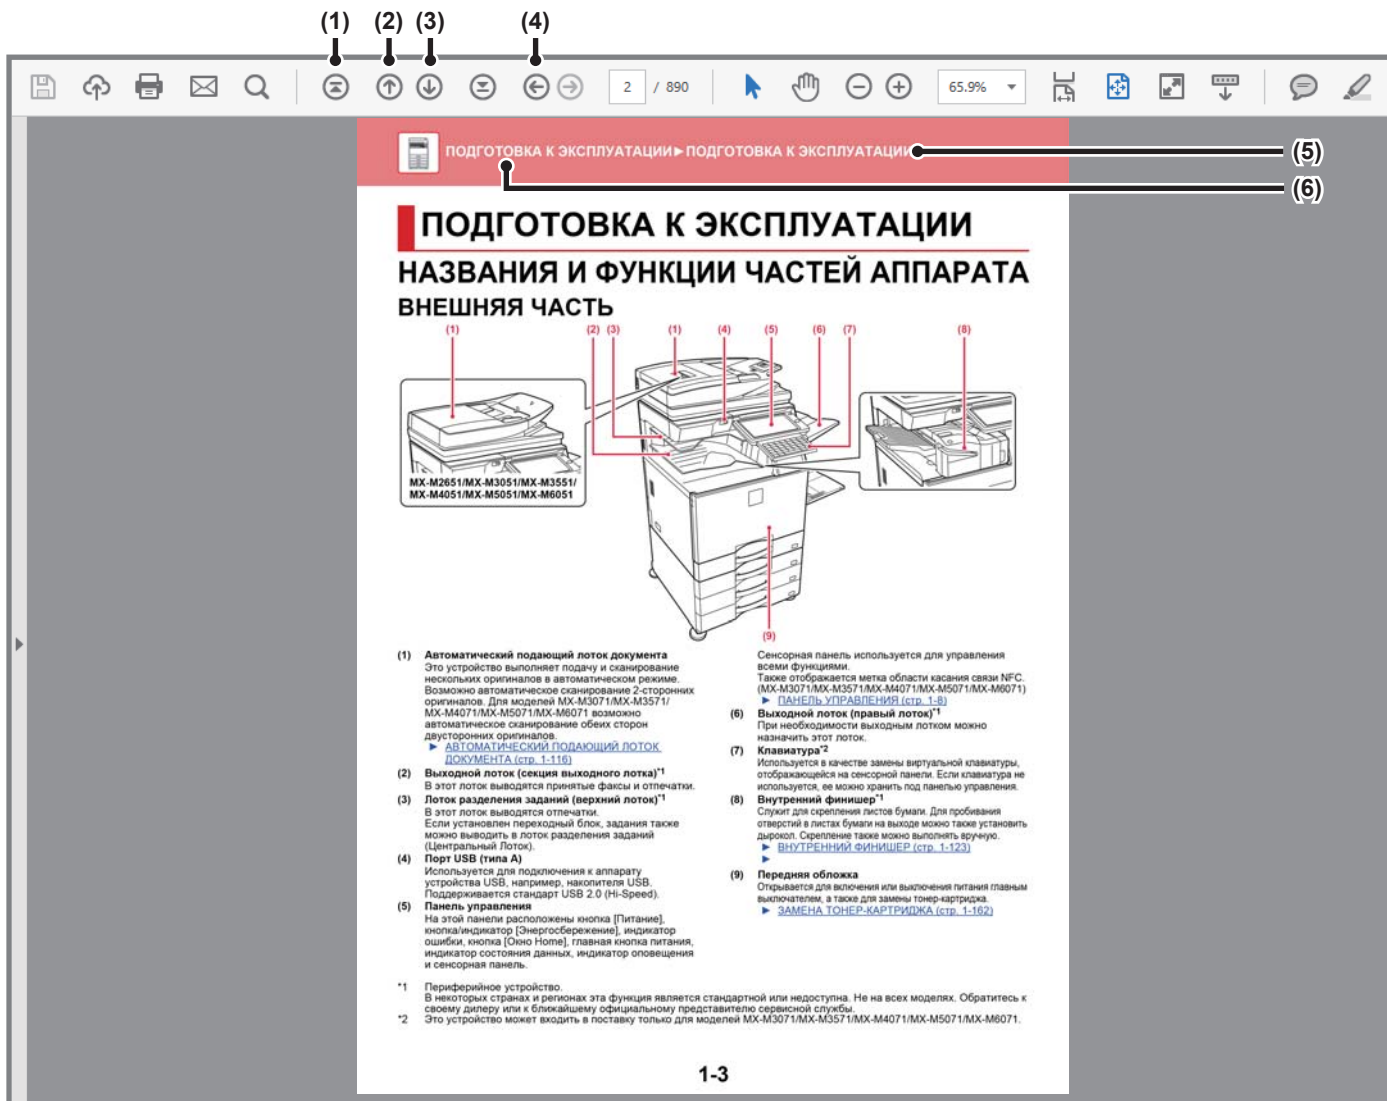 (1) (2) (3) (4)
2 / 890 65.9%
ПОДГОТОВКА К ЭКСПЛУАТАЦИИ►ПОДГОТОВКА К ЭКСПЛУАТАЦИИ
(5)
(6)
ПОДГОТОВКА К ЭКСПЛУАТАЦИИ
НАЗВАНИЯ И ФУНКЦИИ ЧАСТЕЙ АППАРАТА
ВНЕШНЯЯ ЧАСТЬ
(1) (2) (3) (1) (4) (5) (6) (7) (8)
MX-M2651/MX-M3051/MX-M3551/
MX-M4051/MX-M5051/MX-M6051
(9)
(1) Автоматический подающий лоток документа
Это устройство выполняет подачу и сканирование
нескольких оригиналов в автоматическом режиме.
Возможно автоматическое сканирование 2-сторонних
оригиналов. Для моделей MX-M3071/MX-M3571/
MX-M4071/MX-M5071/MX-M6071 возможно
автоматическое сканирование обеих сторон
двусторонних оригиналов.
► АВТОМАТИЧЕСКИЙ ПОДАЮЩИЙ ЛОТОК
ДОКУМЕНТА (стр. 1-116)
(2) Выходной лоток (секция выходного лотка)*1
В этот лоток выводятся принятые факсы и отпечатки.
(3) Лоток разделения заданий (верхний лоток)*1
В этот лоток выводятся отпечатки.
Если установлен переходный блок, задания также
можно выводить в лоток разделения заданий
(Центральный Лоток).
(4) Порт USB (типа A)
Используется для подключения к аппарату
устройства USB, например, накопителя USB.
Поддерживается стандарт USB 2.0 (Hi-Speed).
(5) Панель управления
На этой панели расположены кнопка [Питание],
кнопка/индикатор [Энергосбережение], индикатор
ошибки, кнопка [Окно Home], главная кнопка питания,
индикатор состояния данных, индикатор оповещения
и сенсорная панель.
Сенсорная панель используется для управления
всеми функциями.
Также отображается метка области касания связи NFC.
(MX-M3071/MX-M3571/MX-M4071/MX-M5071/MX-M6071)
► ПАНЕЛЬ УПРАВЛЕНИЯ (стр. 1-8)
(6) Выходной лоток (правый лоток)*1
При необходимости выходным лотком можно
назначить этот лоток.
(7) Клавиатура*2
Используется в качестве замены виртуальной клавиатуры,
отображающейся на сенсорной панели. Если клавиатура не
используется, ее можно хранить под панелью управления.
(8) Внутренний финишер*1
Служит для скрепления листов бумаги. Для пробивания
отверстий в листах бумаги на выходе можно также установить
дырокол. Скрепление также можно выполнять вручную.
► ВНУТРЕННИЙ ФИНИШЕР (стр. 1-123)
►
(9) Передняя обложка
Открывается для включения или выключения питания главным
выключателем, а также для замены тонер-картриджа.
► ЗАМЕНА ТОНЕР-КАРТРИДЖА (стр. 1-162)
*1 Периферийное устройство.
В некоторых странах и регионах эта функция является стандартной или недоступна. Не на всех моделях. Обратитесь к
своему дилеру или к ближайшему официальному представителю сервисной службы.
*2 Это устройство может входить в поставку только для моделей MX-M3071/MX-M3571/MX-M4071/MX-M5071/MX-M6071.
1-3